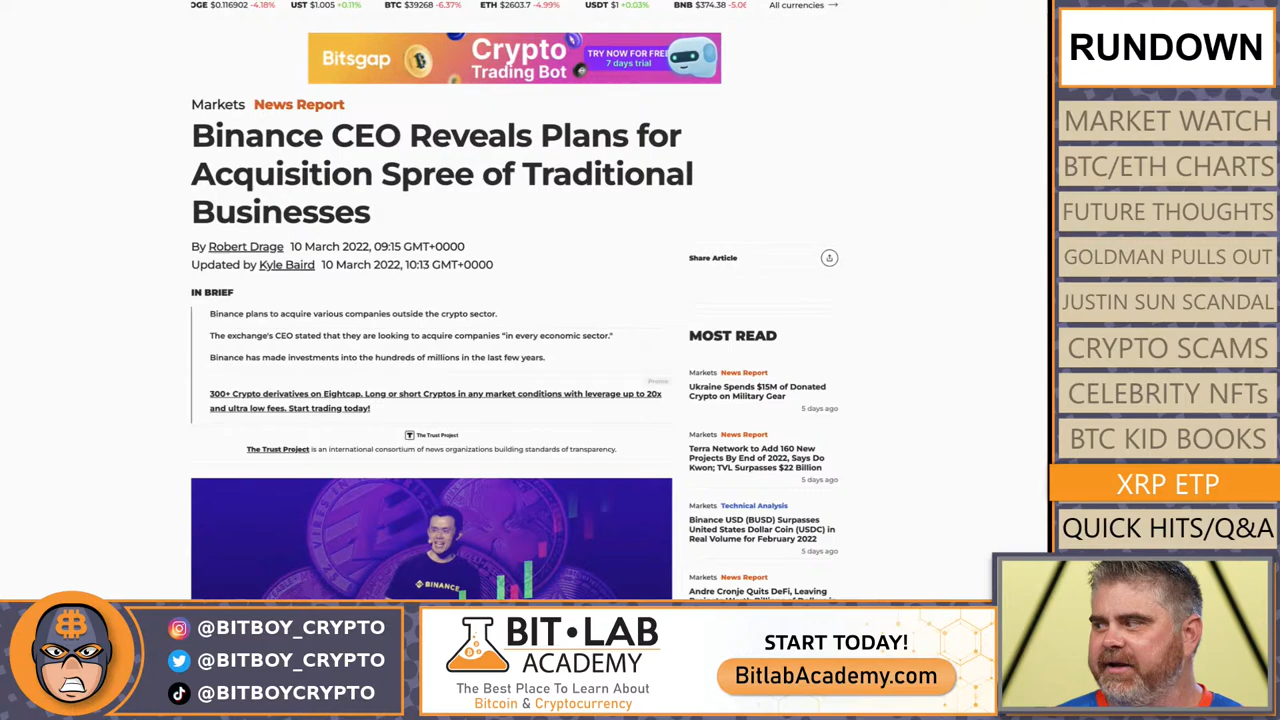 OGE $0.116902 -4.18% UST $1.005 +0.11% BTC $39268 -6.37% ETH $2603.7 -4.99% USDT $1 +0.03% BNB $374.38 All currencies →
Bitsgap Crypto Trading Bot
TRY NOW FOR FREE
7 days trial
Markets News Report
Binance CEO Reveals Plans for
Acquisition Spree of Traditional
Businesses
By Robert Drage 10 March 2022, 09:15 GMT+0000
Updated by Kyle Baird 10 March 2022, 10:13 GMT+0000
Share Article
IN BRIEF
Binance plans to acquire various companies outside the crypto sector.
The exchange's CEO stated that they are looking to acquire companies "in every economic sector."
Binance has made investments into the hundreds of millions in the last few years.
Promo
300+ Crypto derivatives on Eightcap. Long or short Cryptos in any market conditions with leverage up to 20x
and ultra low fees. Start trading today!
The Trust Project
The Trust Project is an international consortium of news organizations building standards of transparency.
BINANCE
MOST READ
Markets News Report
Ukraine Spends $15M of Donated
Crypto on Military Gear
5 days ago
Markets News Report
Terra Network to Add 160 New
Projects By End of 2022, Says Do
Kwon; TVL Surpasses $22 Billion
5 days ago
Markets Technical Analysis
Binance USD (BUSD) Surpasses
United States Dollar Coin (USDC) in
Real Volume for February 2022
5 days ago
Markets News Report
Andre Cronje Quits DeFi, Leaving
RUNDOWN
MARKET WATCH
BTC/ETH CHARTS
FUTURE THOUGHTS
GOLDMAN PULLS OUT
JUSTIN SUN SCANDAL
CRYPTO SCAMS
CELEBRITY NFTs
BTC KID BOOKS
XRP ETP
QUICK HITS/Q&A
@BITBOY_CRYPTO
@BITBOY_CRYPTO
@BITBOYCRYPTO
BIT•LAB
ACADEMY
The Best Place To Learn About
Bitcoin & Cryptocurrency
START TODAY!
BitlabAcademy.com